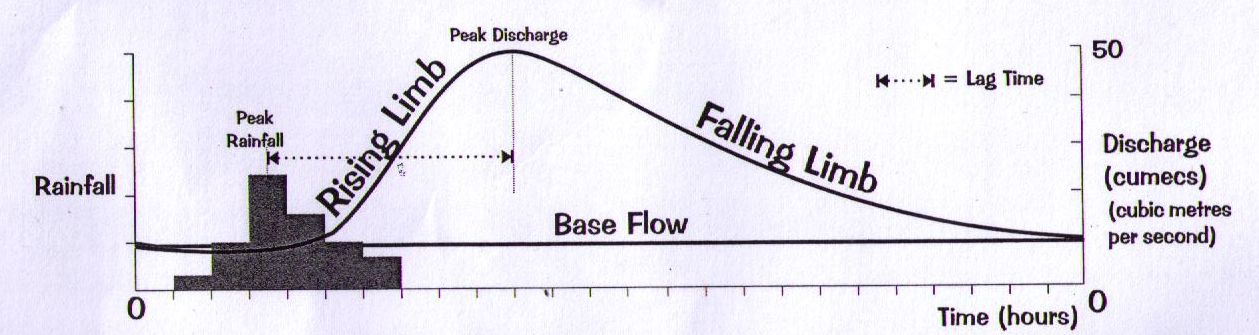 Peak Discharge
50
= Lag Time
Rising Limb
Peak
Rainfall
Falling Limb
Discharge
(cumecs)
(cubic metres
per second)
Rainfall
Base Flow
0
0
Time (hours)